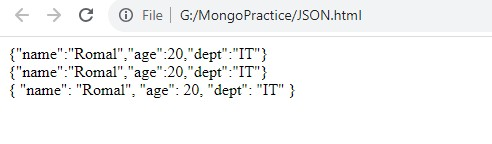 File | G:/MongoPractice/JSON.html
{"name":"Romal","age":20,"dept":"IT"}
{"name":"Romal","age":20,"dept":"IT"}
{ "name": "Romal", "age": 20, "dept": "IT" }